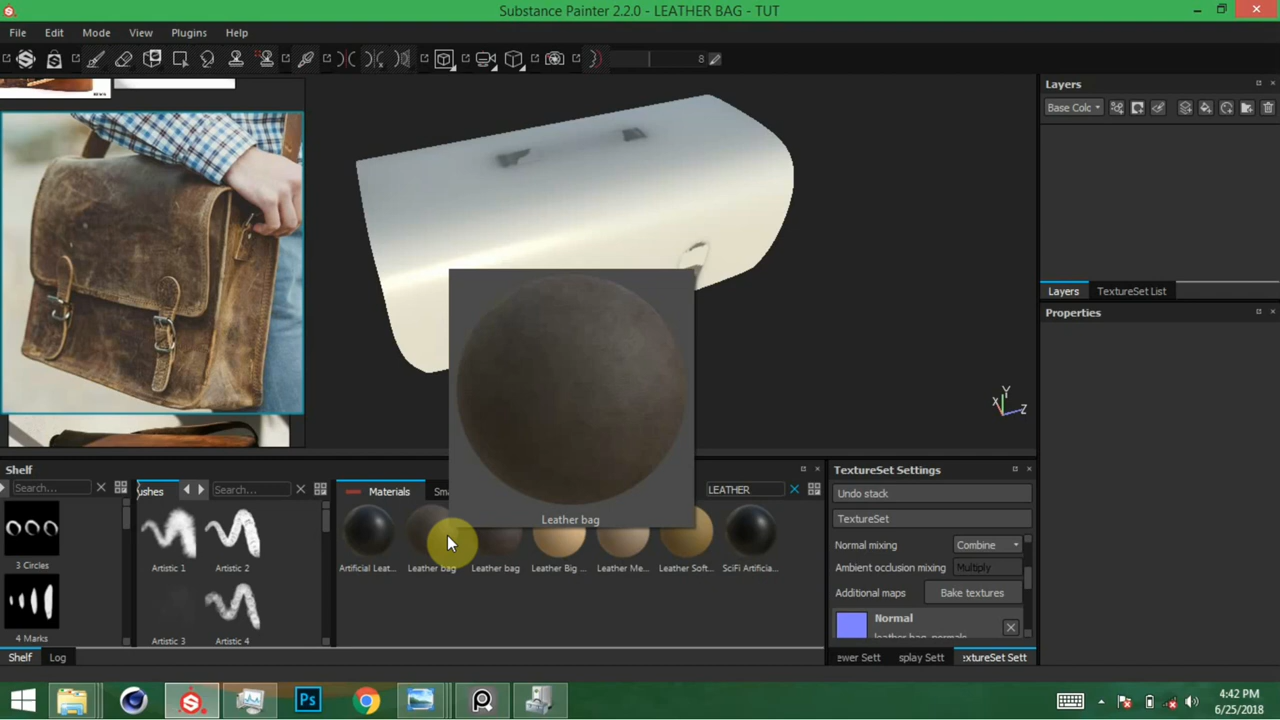 Substance Painter 2.2.0 - LEATHER BAG - TUT
File Edit Mode View Plugins Help
8
Layers
Base Colc
Layers TextureSet List
Properties
Leather bag
Shelf
Search...
ushes
Search...
Materials
Sm
LEATHER
3 Circles
4 Marks
Artistic 1
Artistic 2
Artistic 3
Artistic 4
Artificial Leat...
Leather bag
Leather bag
Leather Big ...
Leather Me...
Leather Soft...
SciFi Artificia...
TextureSet Settings
Undo stack
TextureSet
Normal mixing
Combine
Ambient occlusion mixing
Multiply
Additional maps
Bake textures
Normal
leather bag_normals
ewer Sett
splay Sett
extureSet Sett
Shelf Log
X Y Z
Ps
4:42 PM
6/25/2018